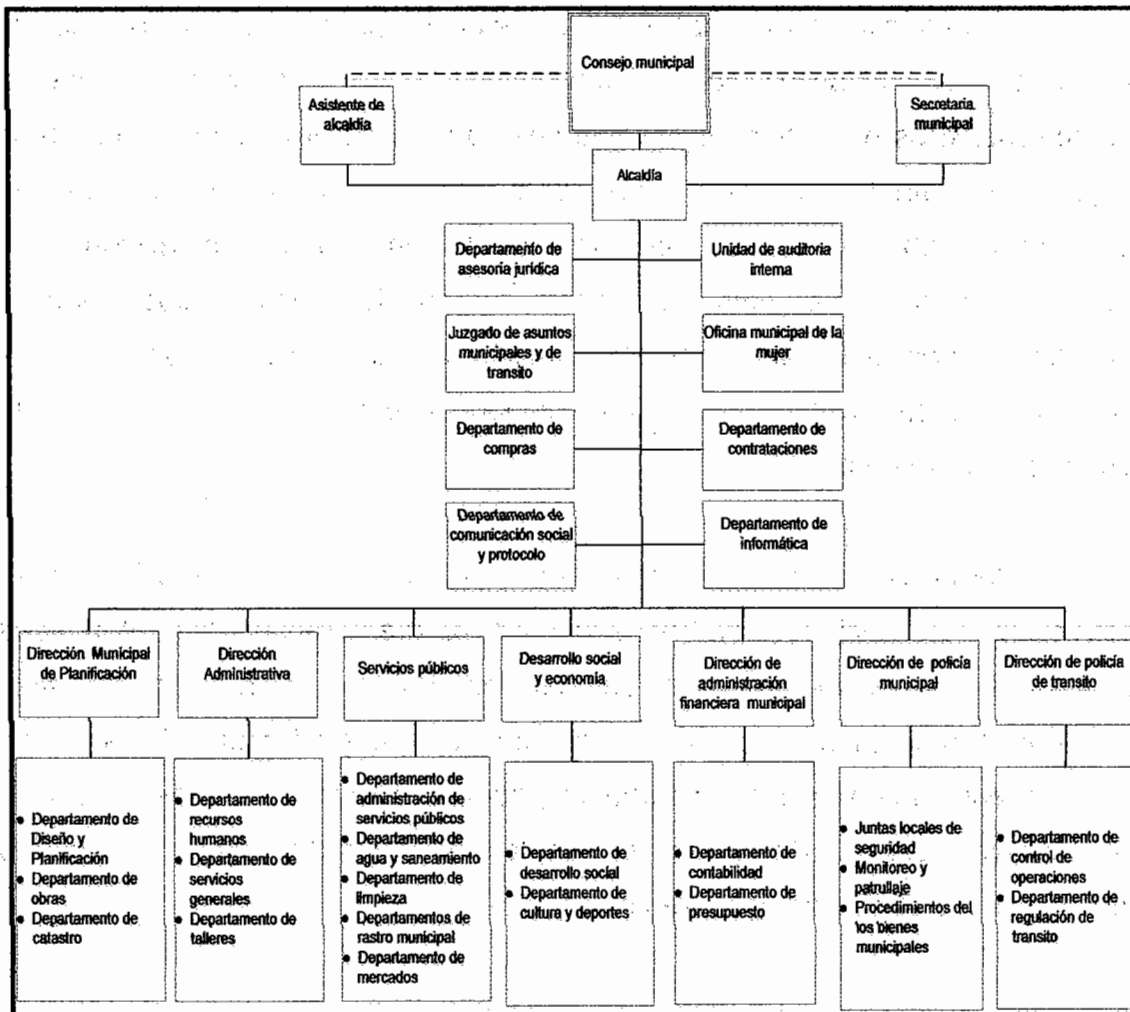 Consejo municipal
Asistente de
alcaldía
Secretaria
municipal
Alcaldía
Departamento de
asesoría jurídica
Unidad de auditoria
interna
Juzgado de asuntos
municipales y de
transito
Oficina municipal de la
mujer
Departamento de
compras
Departamento de
contrataciones
Departamento de
comunicación social
y protocolo
Departamento de
informática
Dirección Municipal
de Planificación
Dirección
Administrativa
Servicios públicos
Desarrollo social
y economía
Dirección de
administración
financiera municipal
Dirección de policía
municipal
Dirección de policía
de transito
• Departamento de
Diseño y
Planificación
• Departamento de
obras
• Departamento de
catastro
• Departamento de
recursos
humanos
• Departamento de
servicios
generales
• Departamento de
talleres
• Departamento de
administración de
servicios públicos
• Departamento de
agua y saneamiento
• Departamento de
limpieza
• Departamentos de
rastro municipal
• Departamento de
mercados
• Departamento de
desarrollo social
• Departamento de
cultura y deportes
• Departamento de
contabilidad
• Departamento de
presupuesto
• Juntas locales de
seguridad
• Monitoreo y
patrullaje
• Procedimientos del
los bienes
municipales
• Departamento de
control de
operaciones
• Departamento de
regulación de
transito